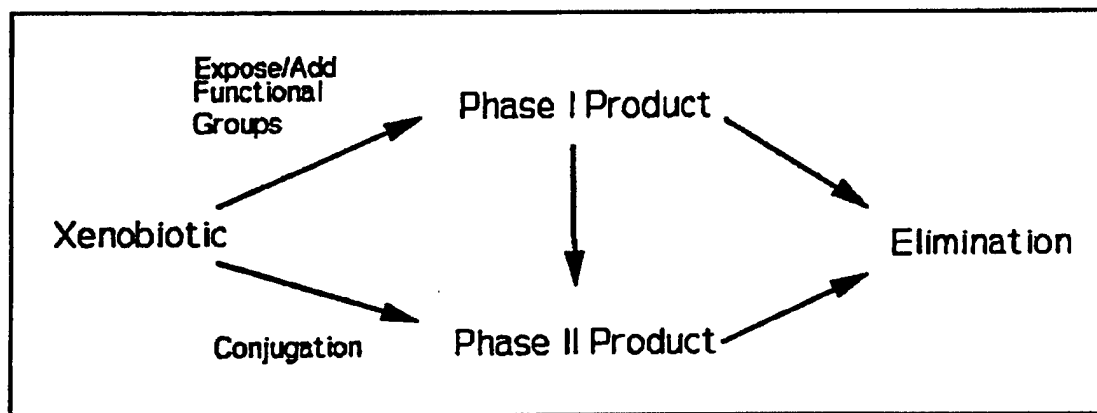 Expose/Add
Functional
Groups
Phase I Product
Xenobiotic
Elimination
Conjugation
Phase II Product